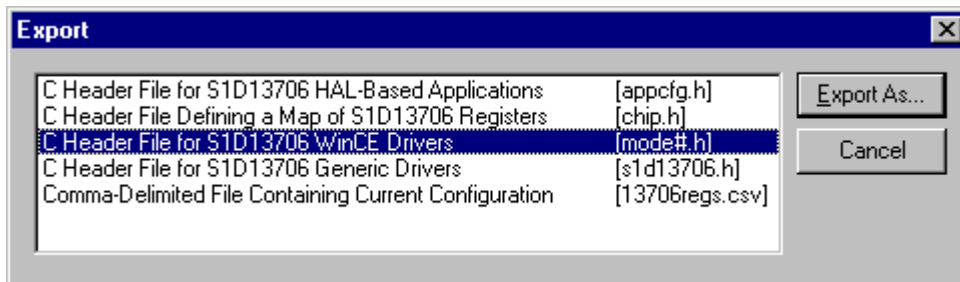 Export
C Header File for S1D13706 HAL-Based Applications [appcfg.h]
C Header File Defining a Map of S1D13706 Registers [chip.h]
C Header File for S1D13706 WinCE Drivers [mode#.h]
C Header File for S1D13706 Generic Drivers [s1d13706.h]
Comma-Delimited File Containing Current Configuration [13706regs.csv]
Export As...
Cancel